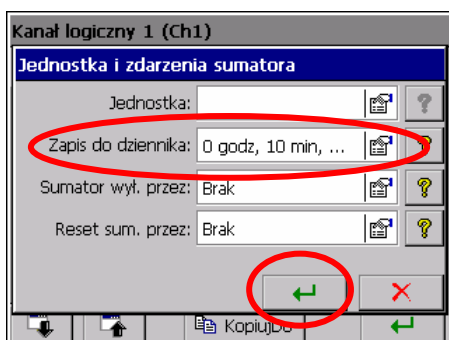 Kanał logiczny 1 (Ch1)
Jednostka i zdarzenia sumatora
Jednostka:
Zapis do dziennika: 0 godz, 10 min, ...
Sumator wył. przez: Brak
Reset sum. przez: Brak
KopiujDo